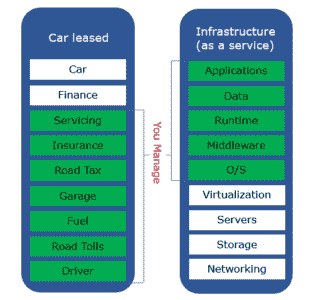 Car leased
Car
Finance
Servicing
Insurance
Road Tax
Garage
Fuel
Road Tolls
Driver
You Manage
Infrastructure
(as a service)
Applications
Data
Runtime
Middleware
O/S
Virtualization
Servers
Storage
Networking